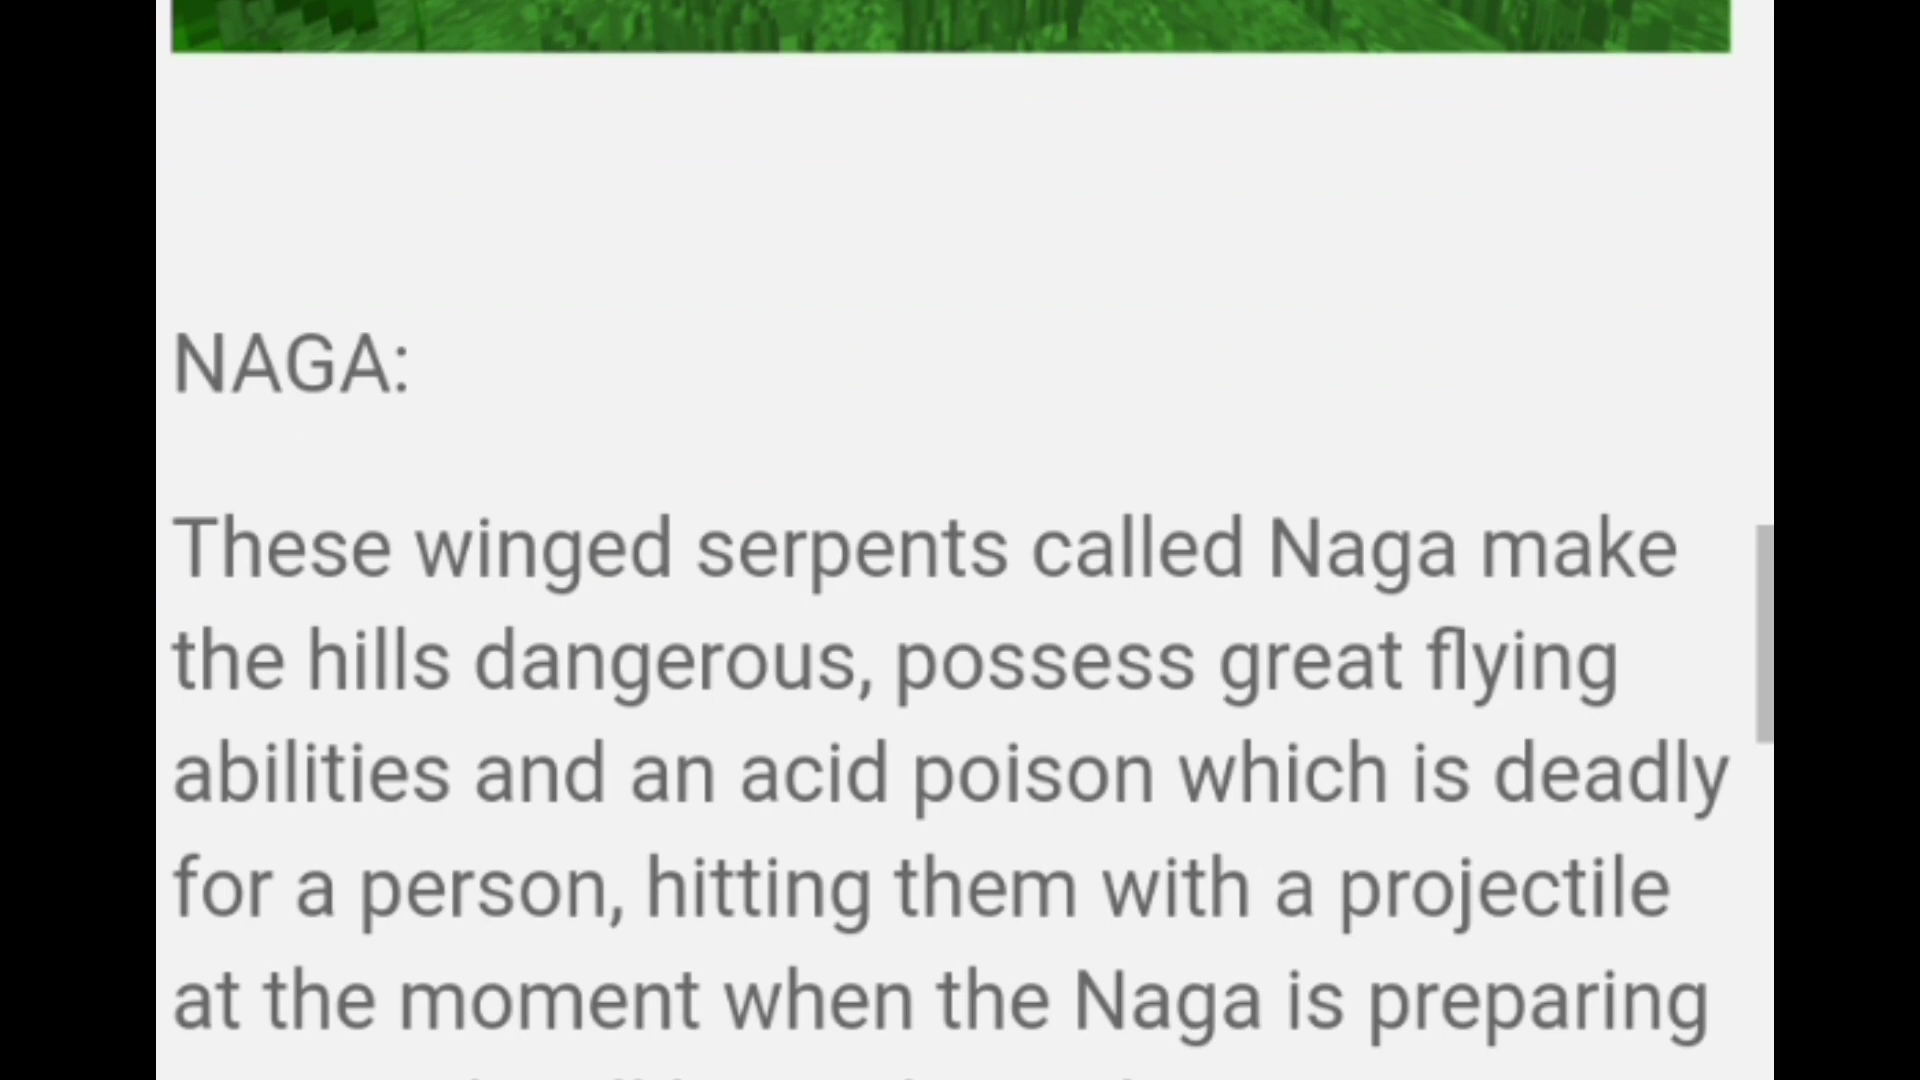 NAGA:
These winged serpents called Naga make
the hills dangerous, possess great flying
abilities and an acid poison which is deadly
for a person, hitting them with a projectile
at the moment when the Naga is preparing